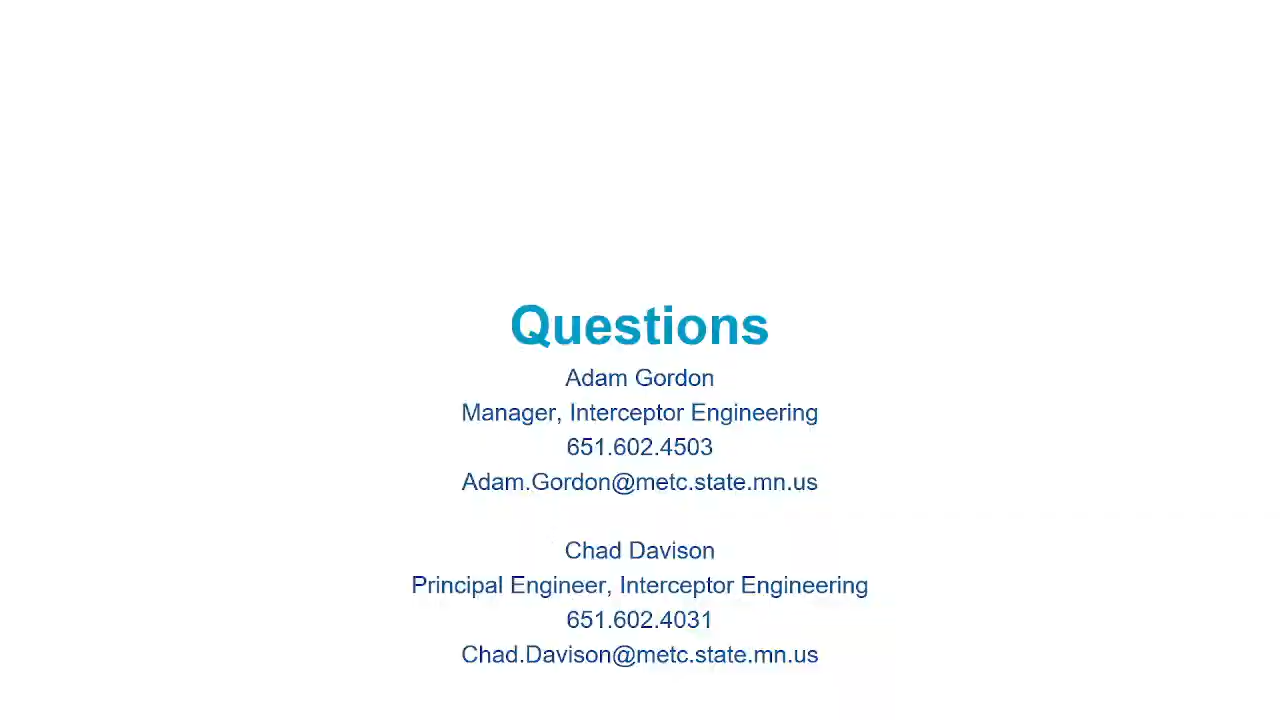 Questions
Adam Gordon
Manager, Interceptor Engineering
651.602.4503
Adam.Gordon@metc.state.mn.us
Chad Davison
Principal Engineer, Interceptor Engineering
651.602.4031
Chad.Davison@metc.state.mn.us